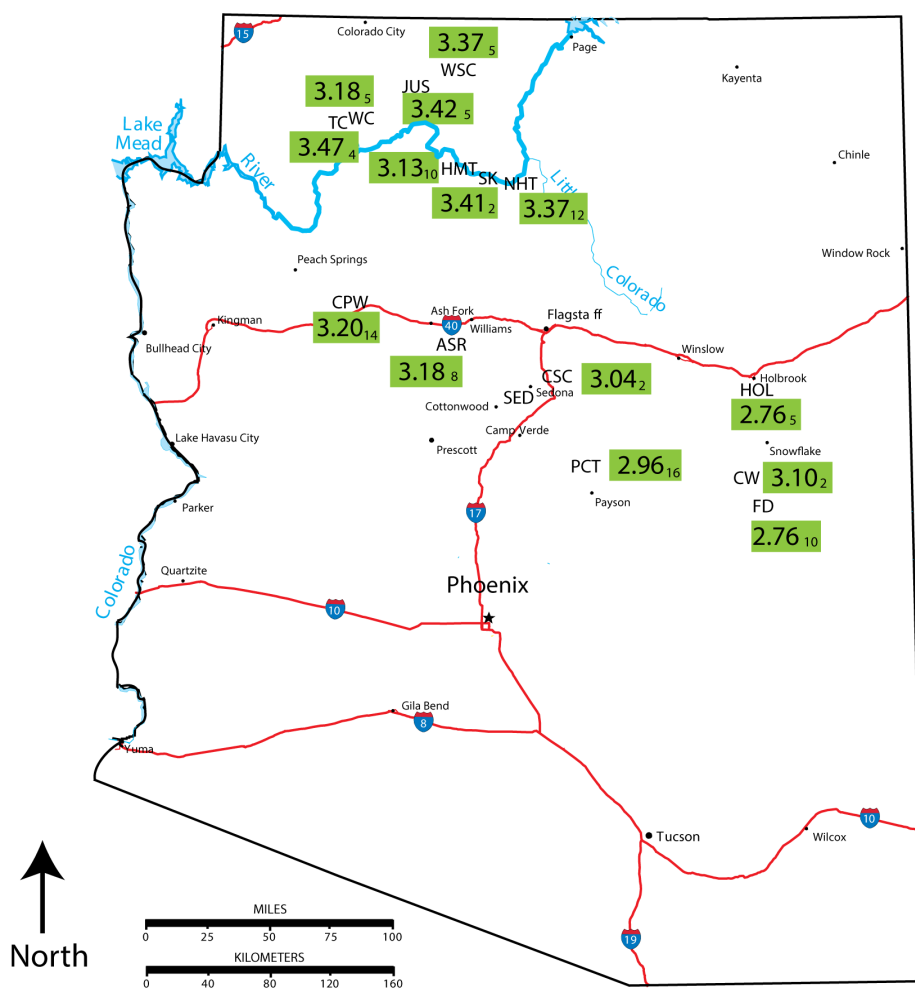 15
Colorado City
3.37 5
WSC
Page
Kayenta
3.18 5
JUS
3.42 5
TC
WC
3.47 4
Lake
Mead
River
3.13 10
HMT
SK
NHT
3.41 2
3.37 12
Little
Colorado
Chinle
Window Rock
Peach Springs
CPW
3.20 14
Kingman
Ash Fork
40
Williams
Flagsta ff
Bullhead City
ASR
3.18 8
Winslow
CSC
3.04 2
Sedona
SED
Cottonwood
Holbrook
HOL
2.76 5
Camp Verde
Prescott
Lake Havasu City
Snowflake
PCT
2.96 16
CW
3.10 2
Payson
FD
2.76 10
Parker
17
Colorado
Quartzite
Phoenix
10
Gila Bend
8
Yuma
Tucson
10
Wilcox
19
North
MILES
0 25 50 75 100
KILOMETERS
0 40 80 120 160